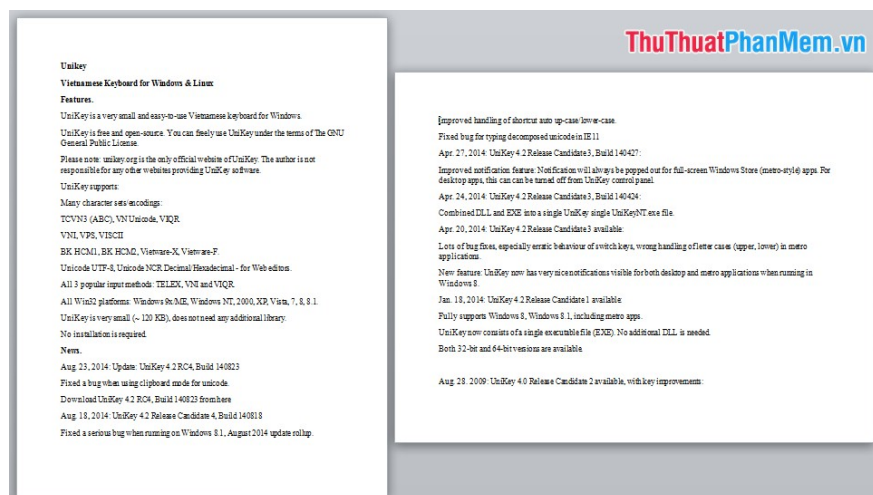 ThuThuatPhanMem.vn
Unikey
Vietnamese Keyboard for Windows & Linux
Features.
UniKey is a very small and easy-to-use Vietnamese keyboard for Windows.
UniKey is free and open-source. You can freely use UniKey under the terms of The GNU
General Public License.
Please note: unikey.org is the only official website of UniKey. The author is not
responsible for any other websites providing UniKey software.
UniKey supports:
Many character sets/encodings:
TCVN3 (ABC), VN Unicode, VIQR
VNI, VPS, VISCII
BK HCM1, BK HCM2, Vietware-X, Vietware-F.
Unicode UTF-8, Unicode NCR Decimal/Hexadecimal - for Web editors.
All 3 popular input methods: TELEX, VNI and VIQR.
All Win32 platforms: Windows 9x/ME, Windows NT, 2000, XP, Vista, 7, 8, 8.1.
UniKey is very small (~ 120 KB), does not need any additional library.
No installation is required.
News.
Aug. 23, 2014: Update: UniKey 4.2 RC4, Build 140823
Fixed a bug when using clipboard mode for unicode.
Download UniKey 4.2 RC4, Build 140823 from here
Aug. 18, 2014: UniKey 4.2 Release Candidate 4, Build 140818
Fixed a serious bug when running on Windows 8.1, August 2014 update rollup.
Improved handling of shortcut auto up-case/lower-case.
Fixed bug for typing decomposed unicode in IE 11
Apr. 27, 2014: UniKey 4.2 Release Candidate 3, Build 140427:
Improved notification feature: Notification will always be popped out for full-screen Windows Store (metro-style) apps. For
desktop apps, this can can be turned off from UniKey control panel.
Apr. 24, 2014: UniKey 4.2 Release Candidate 3, Build 140424:
Combined DLL and EXE into a single UniKey single UniKeyNT.exe file.
Apr. 20, 2014: UniKey 4.2 Release Candidate 3 available:
Lots of bug fixes, especially erratic behaviour of switch keys, wrong handling of letter cases (upper, lower) in metro
applications.
New feature: UniKey now has very nice notifications visible for both desktop and metro applications when running in
Windows 8.
Jan. 18, 2014: UniKey 4.2 Release Candidate 1 available:
Fully supports Windows 8, Windows 8.1, including metro apps.
UniKey now consists of a single executable file (EXE). No additional DLL is needed.
Both 32-bit and 64-bit versions are available.
Aug. 28. 2009: UniKey 4.0 Release Candidate 2 available, with key improvements: